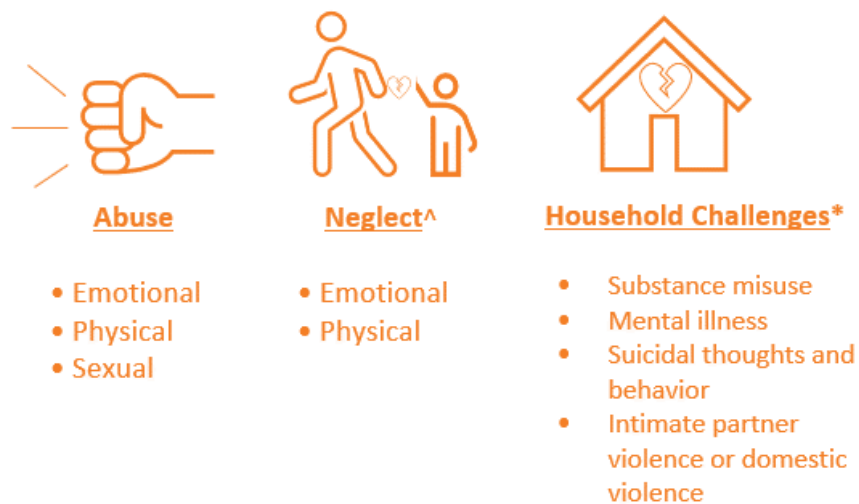 Abuse
• Emotional
• Physical
• Sexual
Neglect^
• Emotional
• Physical
Household Challenges*
• Substance misuse
• Mental illness
• Suicidal thoughts and
behavior
• Intimate partner
violence or domestic
violence